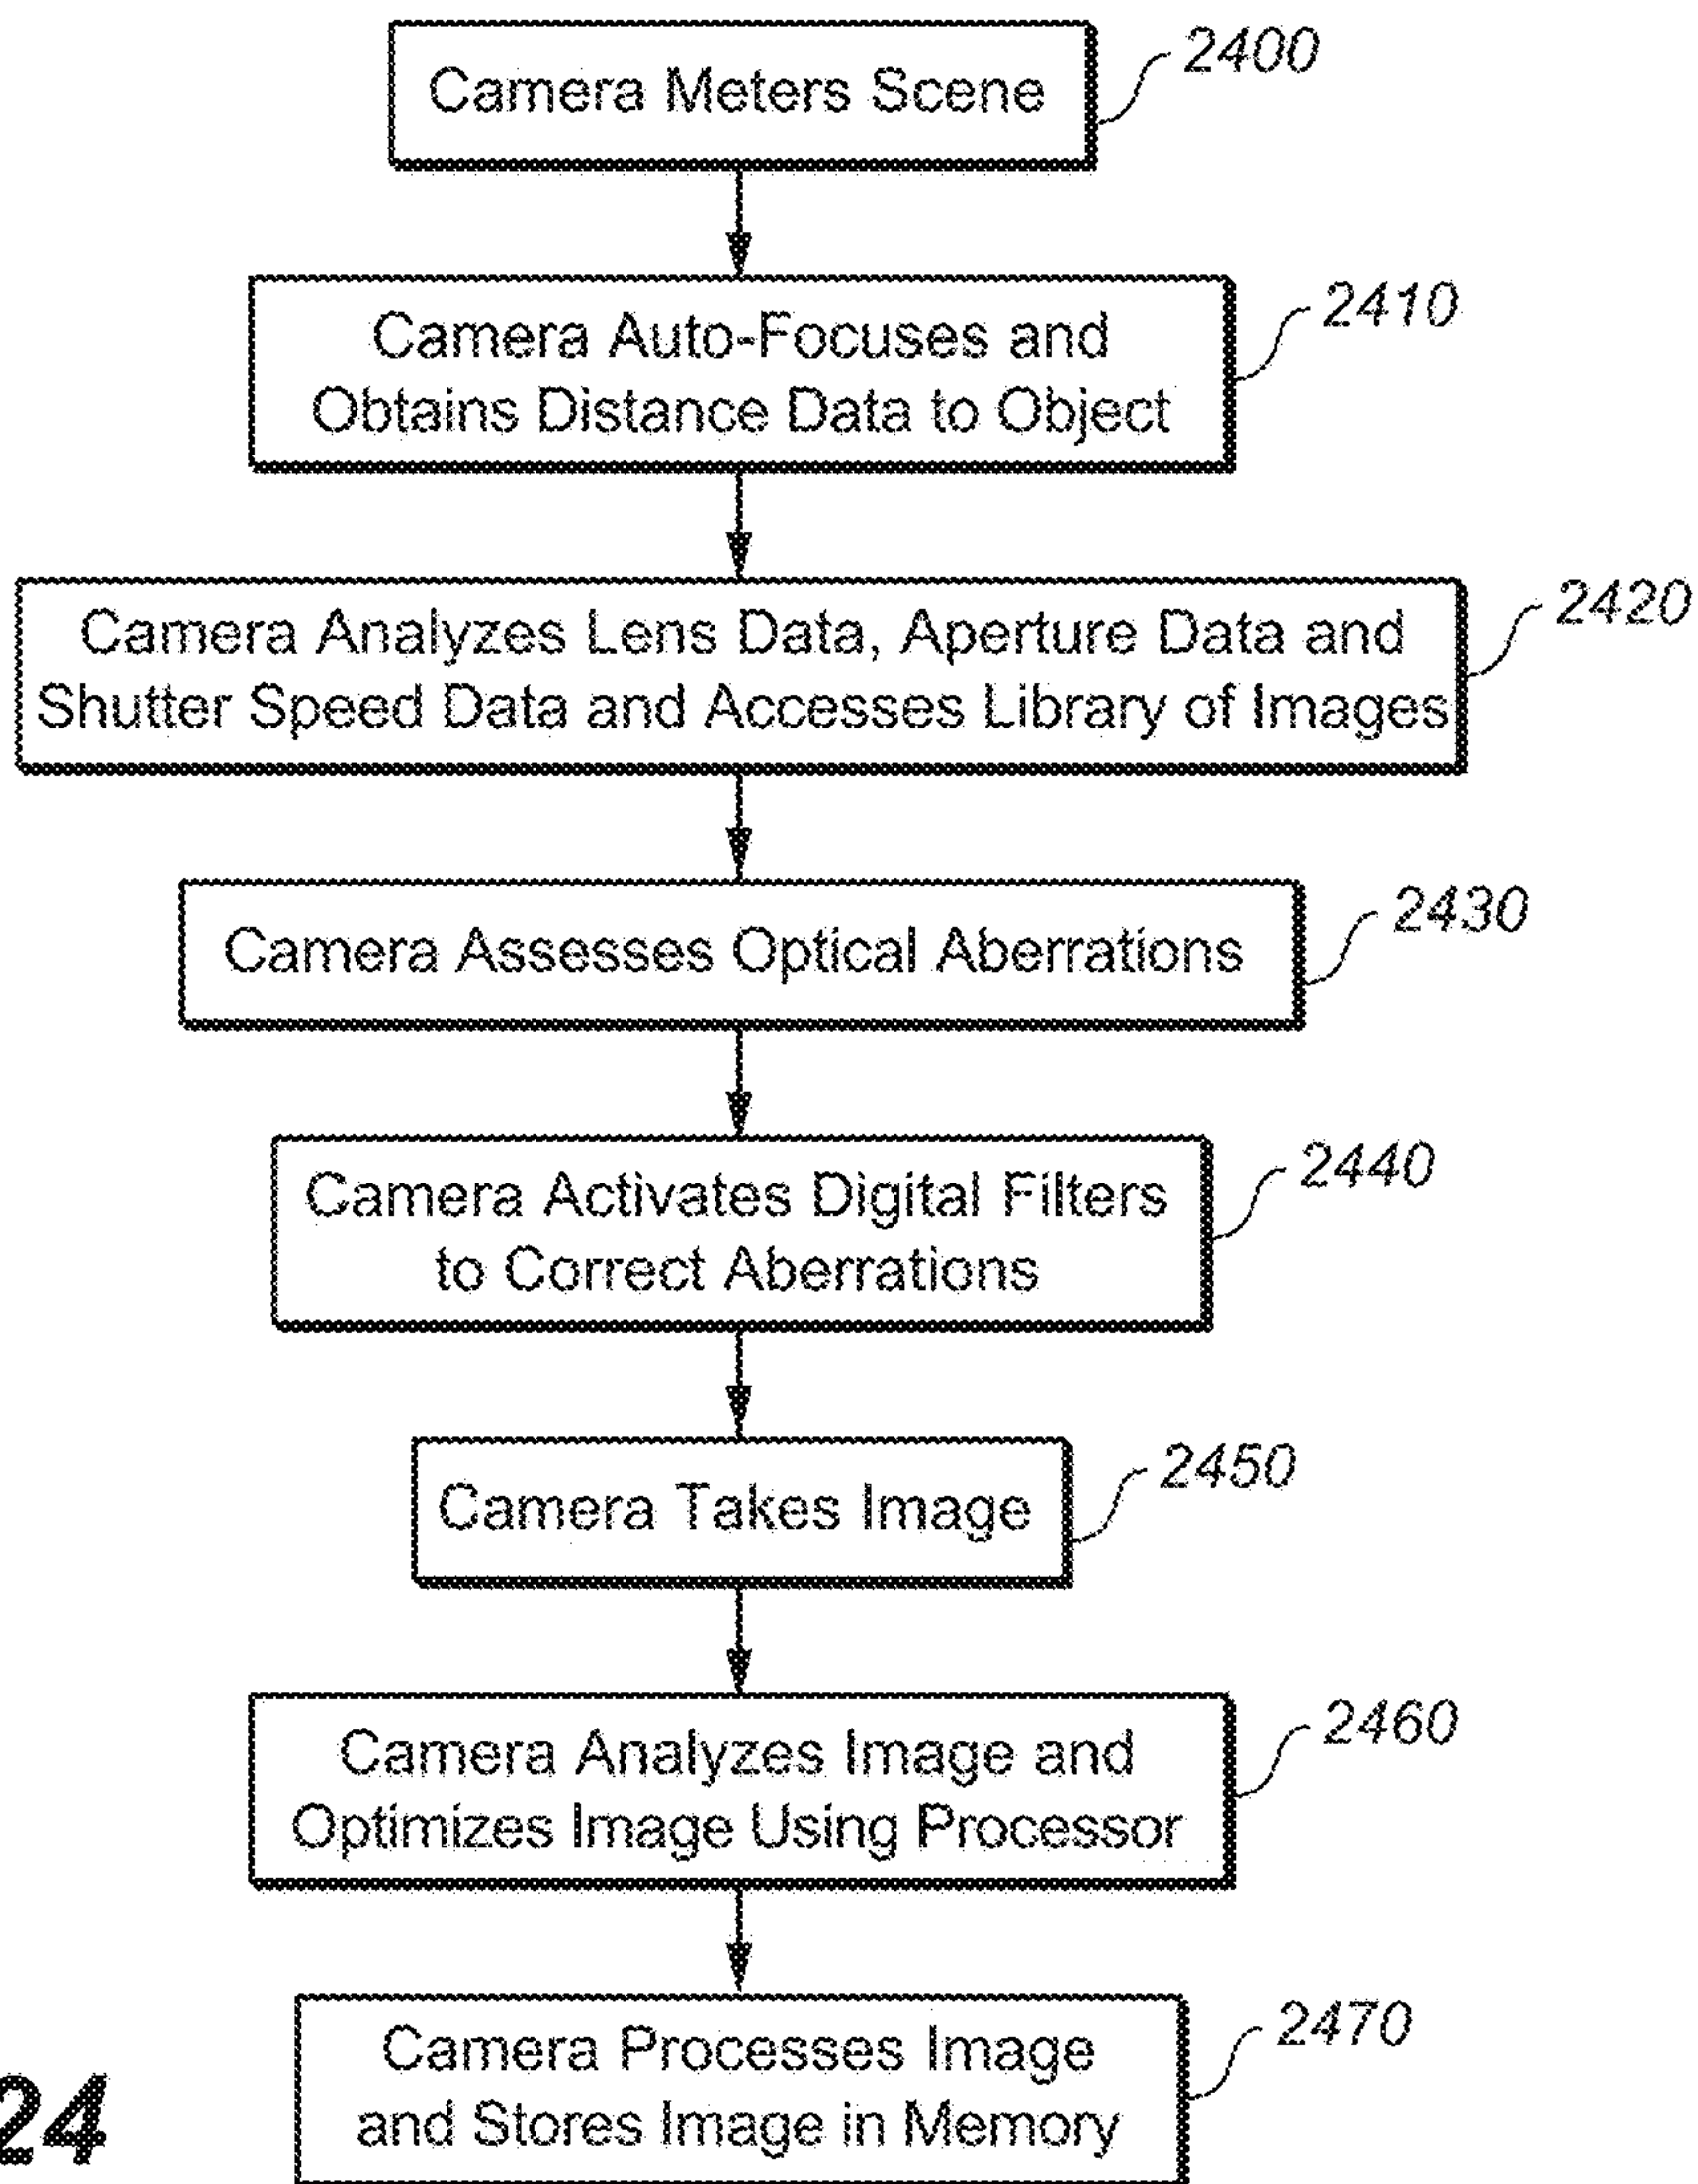 Camera Meters Scene
2400
Camera Auto-Focuses and
Obtains Distance Data to Object
2410
Camera Analyzes Lens Data, Aperture Data and
Shutter Speed Data and Accesses Library of Images
2420
Camera Assesses Optical Aberrations
2430
Camera Activates Digital Filters
to Correct Aberrations
2440
Camera Takes Image
2450
Camera Analyzes Image and
Optimizes Image Using Processor
2460
Camera Processes Image
and Stores Image in Memory
2470
24